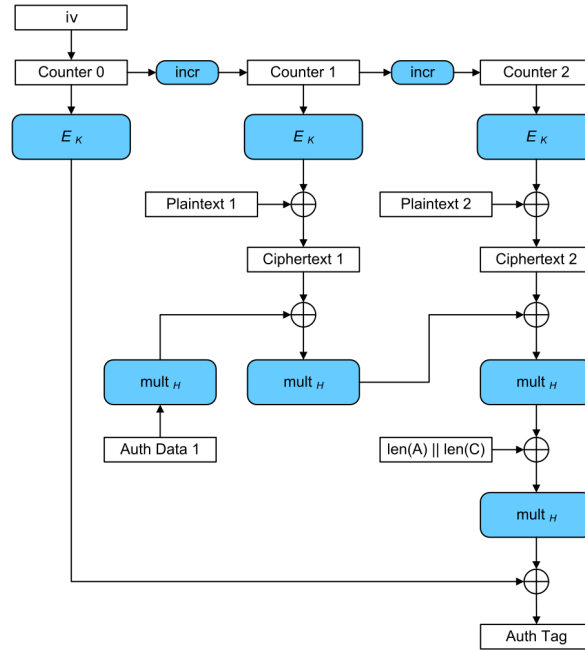 iv
Counter 0 incr Counter 1 incr Counter 2
E K E K E K
Plaintext 1 Plaintext 2
Ciphertext 1 Ciphertext 2
mult H mult H mult H
Auth Data 1 len(A) || len(C)
mult H
Auth Tag